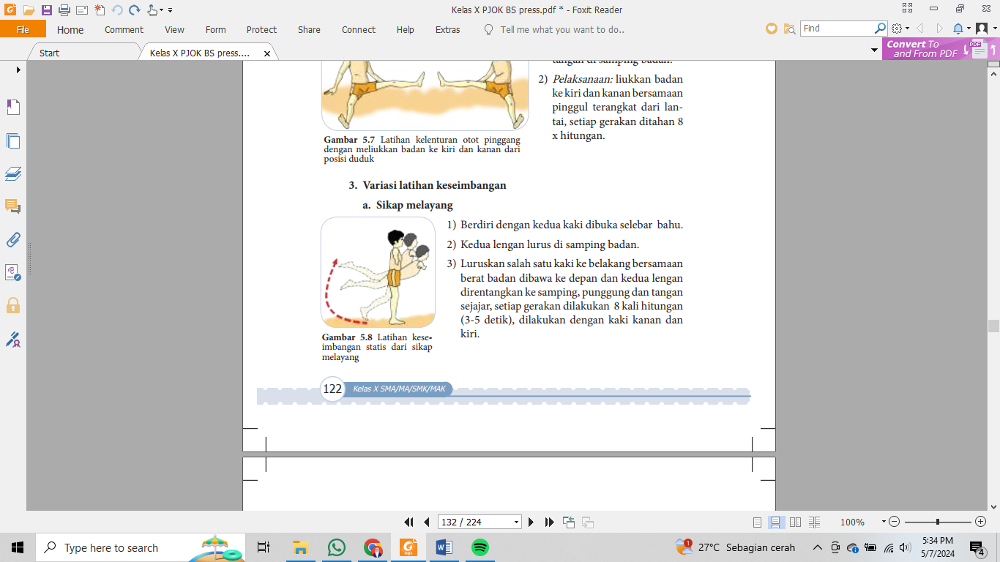 Kelas X PJOK BS press.pdf * - Foxit Reader
File Home Comment View Form Protect Share Connect Help Extras Tell me what you want to do.. Find
Start Kelas X PJOK BS press.... Convert To
and From PDF
PDF
tangan di samping badan.
2) Pelaksanaan: liukkan badan
ke kiri dan kanan bersamaan
pinggul terangkat dari lan-
tai, setiap gerakan ditahan 8
x hitungan.
Gambar 5.7 Latihan kelenturan otot pinggang
dengan meliukkan badan ke kiri dan kanan dari
posisi duduk
3. Variasi latihan keseimbangan
a. Sikap melayang
1) Berdiri dengan kedua kaki dibuka selebar bahu.
2) Kedua lengan lurus di samping badan.
3) Luruskan salah satu kaki ke belakang bersamaan
berat badan dibawa ke depan dan kedua lengan
direntangkan ke samping, punggung dan tangan
sejajar, setiap gerakan dilakukan 8 kali hitungan
(3-5 detik), dilakukan dengan kaki kanan dan
kiri.
Gambar 5.8 Latihan kese-
imbangan statis dari sikap
melayang
122 Kelas X SMA/MA/SMK/MAK
132 / 224 100%
Type here to search 27°C Sebagian cerah 5:34 PM
5/7/2024